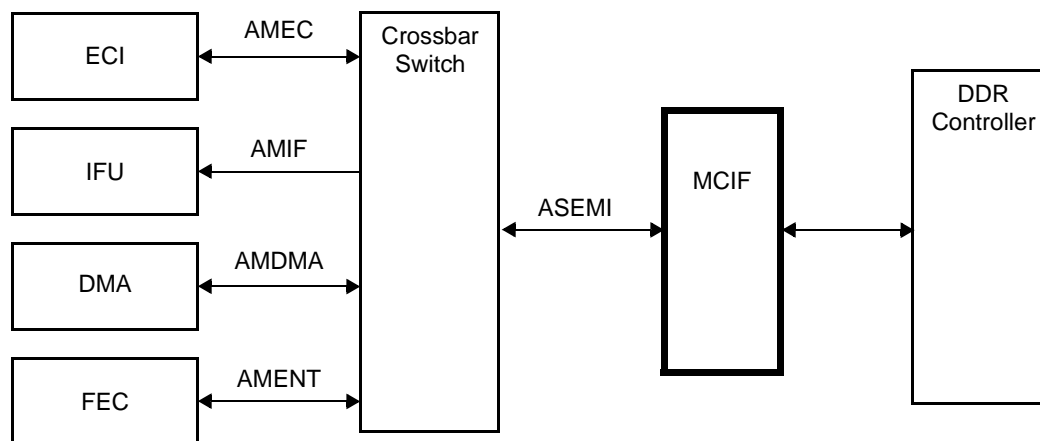 ECI
AMEC
Crossbar
Switch
IFU
AMIF
DMA
AMDMA
FEC
AMENT
ASEMI
MCIF
DDR
Controller